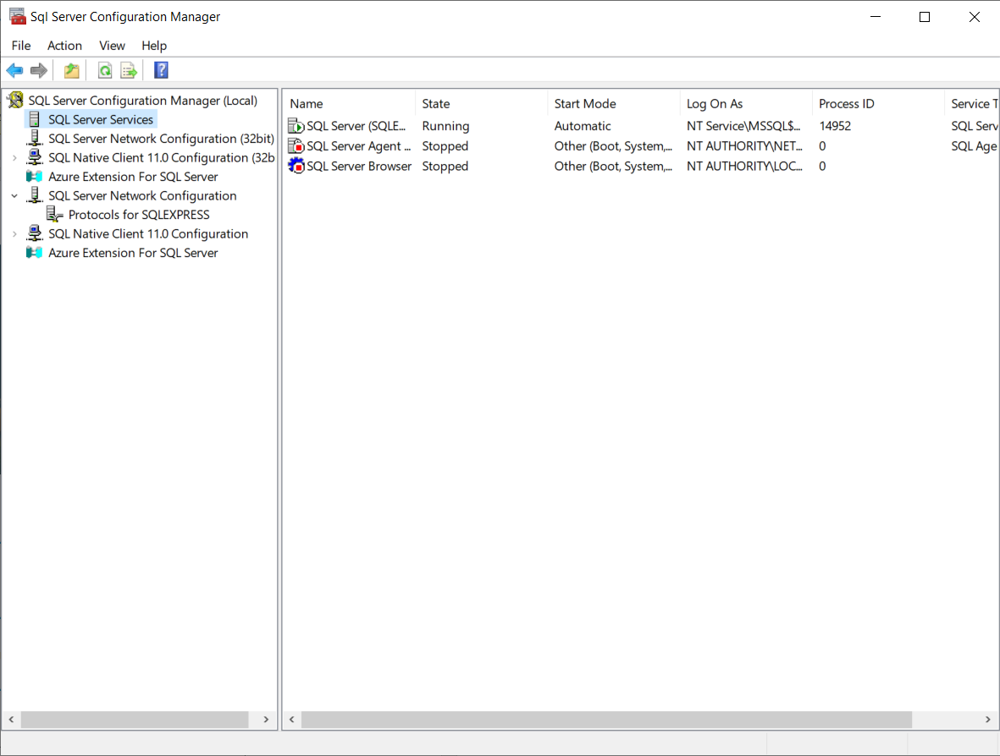 Sql Server Configuration Manager
File Action View Help
SQL Server Configuration Manager (Local)
SQL Server Services
SQL Server Network Configuration (32bit)
SQL Native Client 11.0 Configuration (32b
Azure Extension For SQL Server
SQL Server Network Configuration
Protocols for SQLEXPRESS
SQL Native Client 11.0 Configuration
Azure Extension For SQL Server
Name State Start Mode Log On As Process ID Service T
SQL Server (SQLE... Running Automatic NT Service\MSSQL$... 14952 SQL Serv
SQL Server Agent ... Stopped Other (Boot, System,... NT AUTHORITY\NET... 0 SQL Age
SQL Server Browser Stopped Other (Boot, System,... NT AUTHORITY\LOC... 0